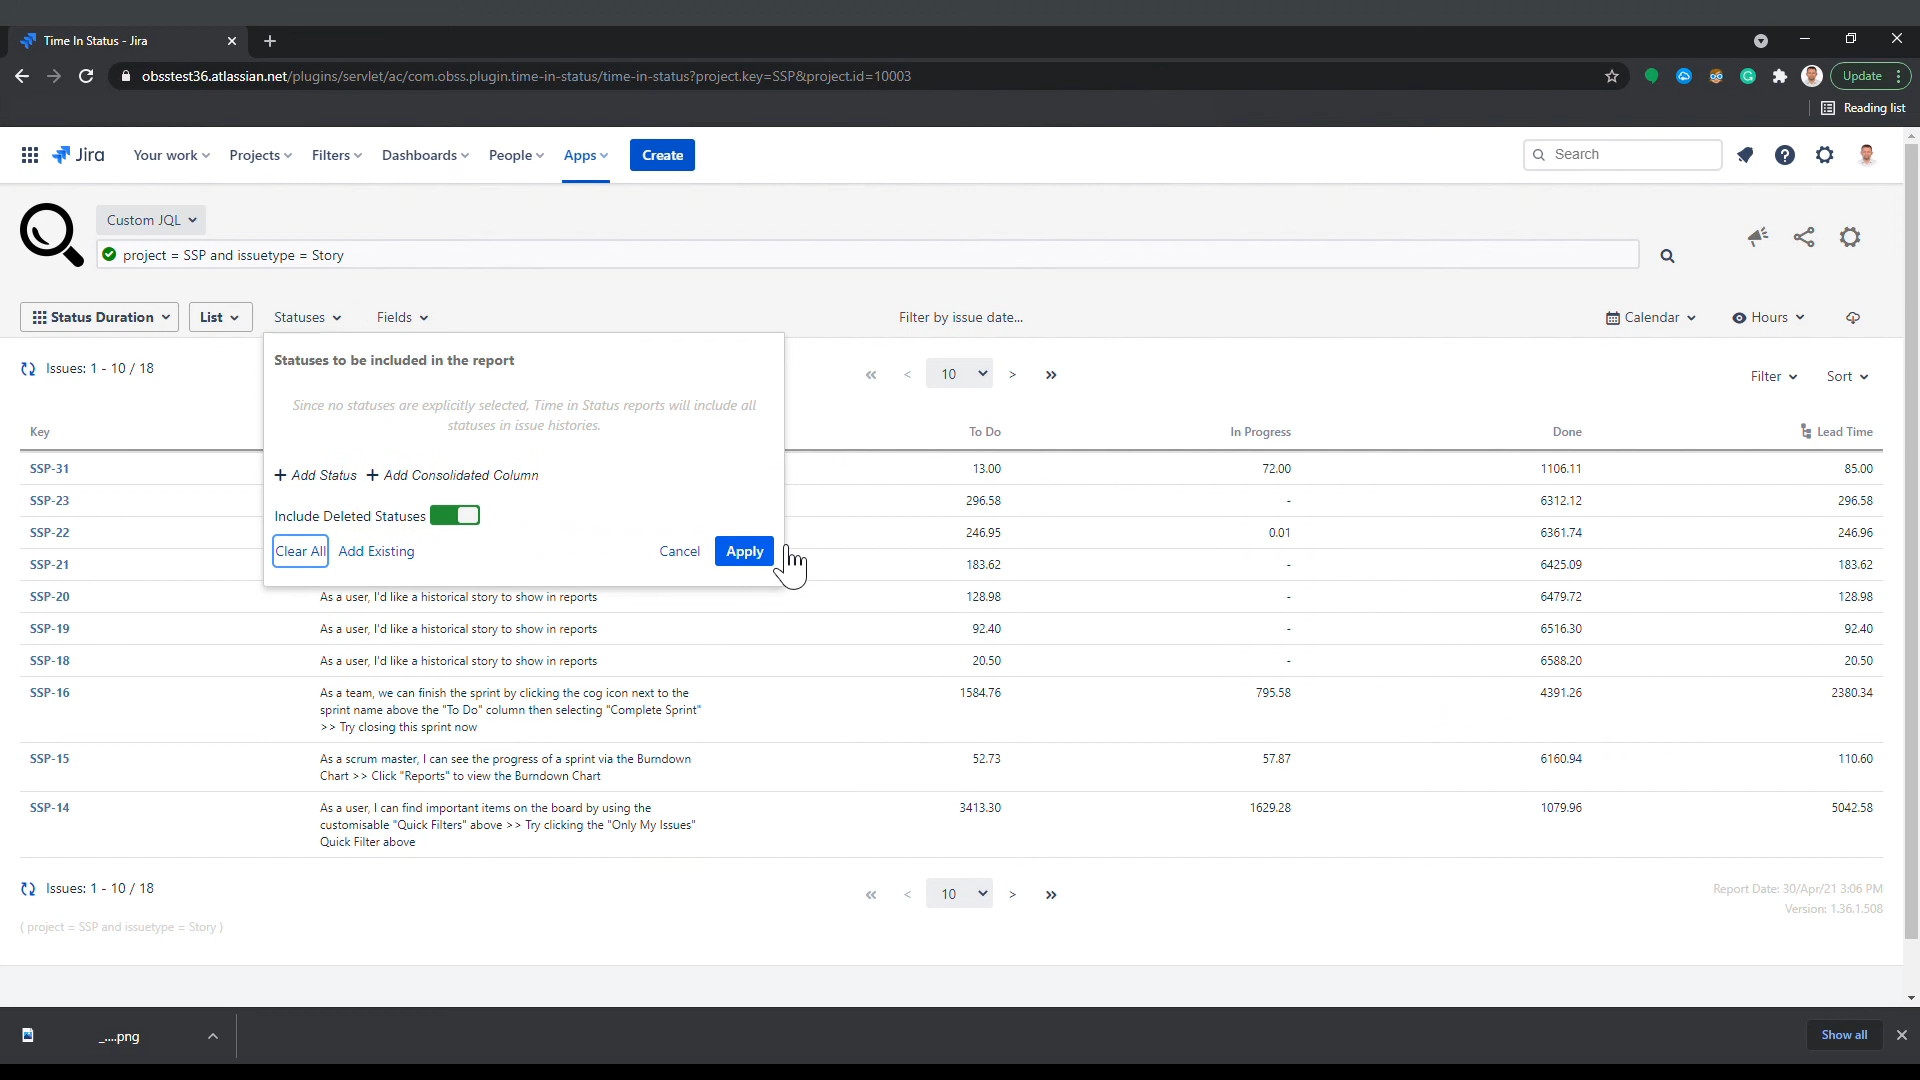 Time In Status - Jira
obsstest36.atlassian.net/plugins/servlet/ac/com.obss.plugin.time-in-status/time-in-status?project.key=SSP&project.id=10003
Update
Reading list
Jira Your work Projects Filters Dashboards People Apps Create Search
Custom JQL
project = SSP and issuetype = Story
Status Duration List Statuses Fields Filter by issue date... Calendar Hours
Statuses to be included in the report
Since no statuses are explicitly selected, Time in Status reports will include all
statuses in issue histories.
+ Add Status + Add Consolidated Column
Include Deleted Statuses
Clear All Add Existing Cancel Apply
Issues: 1 - 10 / 18 « < 10 > » Filter Sort
Key To Do In Progress Done Lead Time
SSP-31 13.00 72.00 1106.11 85.00
SSP-23 296.58 - 6312.12 296.58
SSP-22 246.95 0.01 6361.74 246.96
SSP-21 183.62 - 6425.09 183.62
SSP-20 As a user, I'd like a historical story to show in reports 128.98 - 6479.72 128.98
SSP-19 As a user, I'd like a historical story to show in reports 92.40 - 6516.30 92.40
SSP-18 As a user, I'd like a historical story to show in reports 20.50 - 6588.20 20.50
SSP-16 As a team, we can finish the sprint by clicking the cog icon next to the 1584.76 795.58 4391.26 2380.34
sprint name above the "To Do" column then selecting "Complete Sprint"
>> Try closing this sprint now
SSP-15 As a scrum master, I can see the progress of a sprint via the Burndown 52.73 57.87 6160.94 110.60
Chart >> Click "Reports" to view the Burndown Chart
SSP-14 As a user, I can find important items on the board by using the 3413.30 1629.28 1079.96 5042.58
customisable "Quick Filters" above >> Try clicking the "Only My Issues"
Quick Filter above
Issues: 1 - 10 / 18 « < 10 > » Report Date: 30/Apr/21 3:06 PM
Version: 1.36.1.508
( project = SSP and issuetype = Story )
_....png Show all